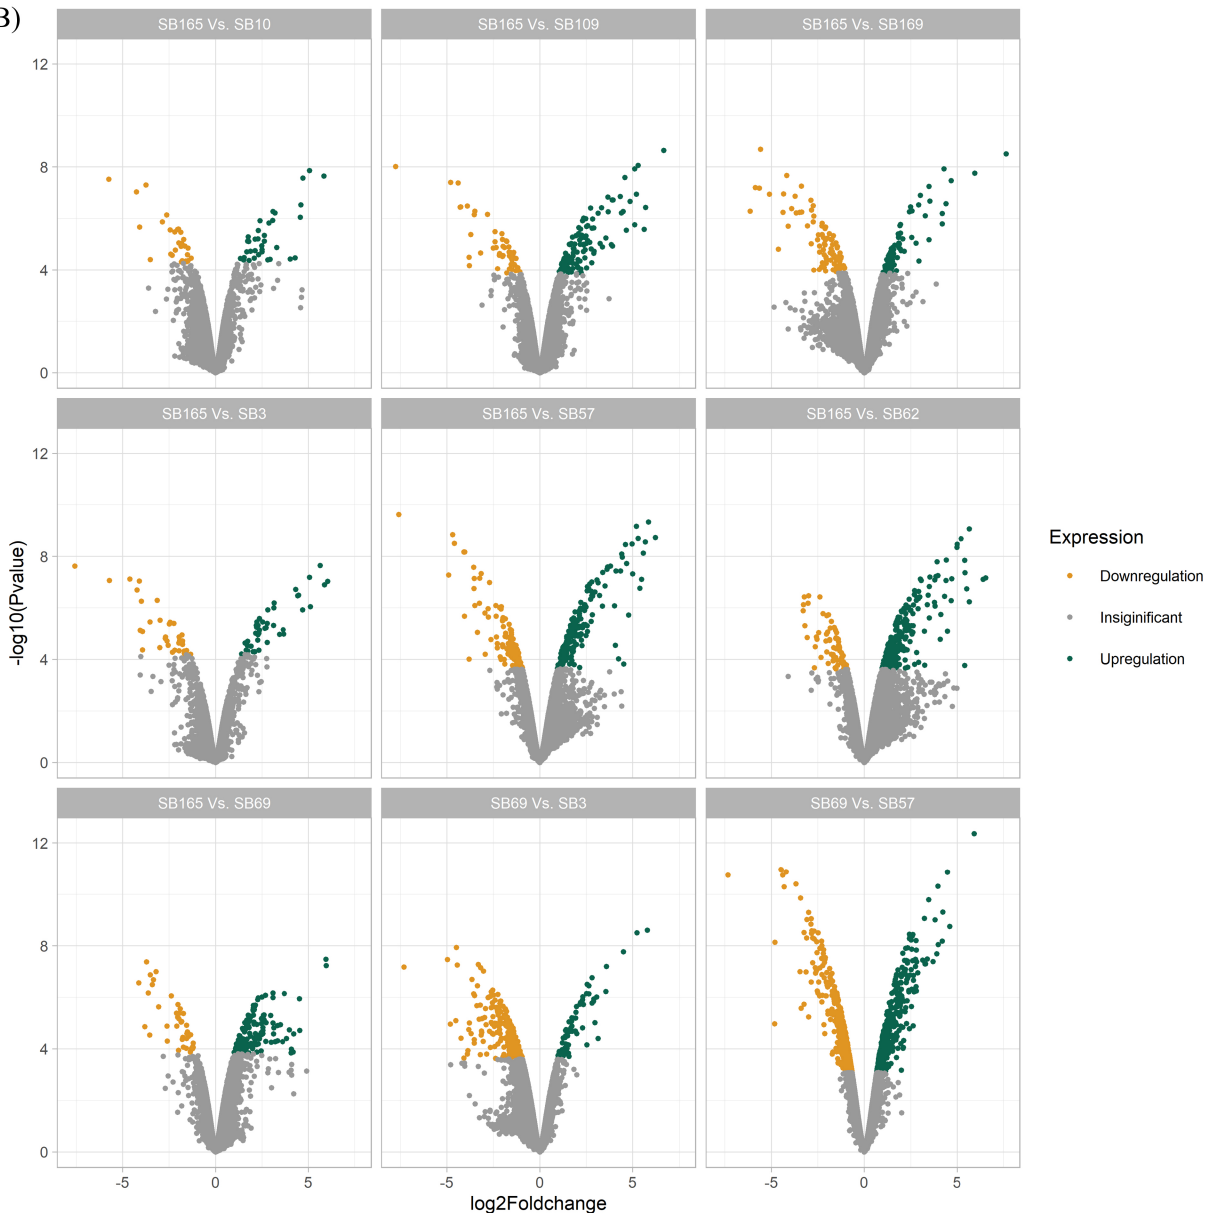 B)
SB165 Vs. SB10
SB165 Vs. SB109
SB165 Vs. SB169
12
8
4
0
SB165 Vs. SB3
SB165 Vs. SB57
SB165 Vs. SB62
12
8
4
0
-log10(Pvalue)
Expression
Downregulation
Insiginificant
Upregulation
SB165 Vs. SB69
SB69 Vs. SB3
SB69 Vs. SB57
12
8
4
0
-5 0 5 -5 0 5 -5 0 5
log2Foldchange